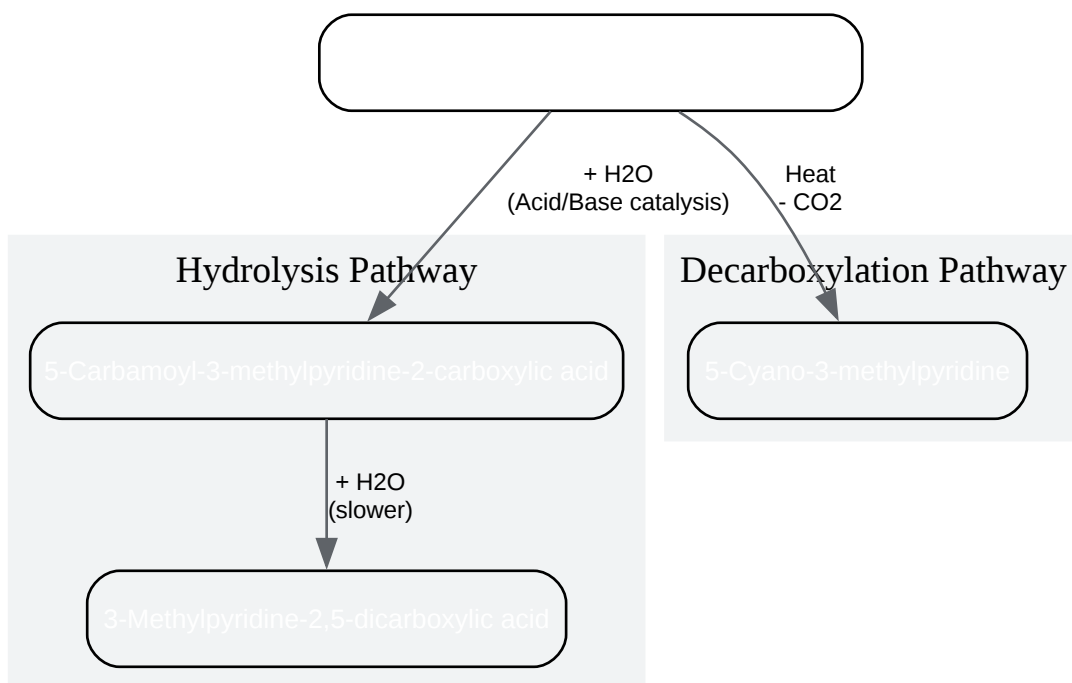 + H2O
(Acid/Base catalysis)
Heat
- CO2
Hydrolysis Pathway
Decarboxylation Pathway
5-Carbamoyl-3-methylpyridine-2-carboxylic acid
5-Cyano-3-methylpyridine
+ H2O
(slower)
3-Methylpyridine-2,5-dicarboxylic acid